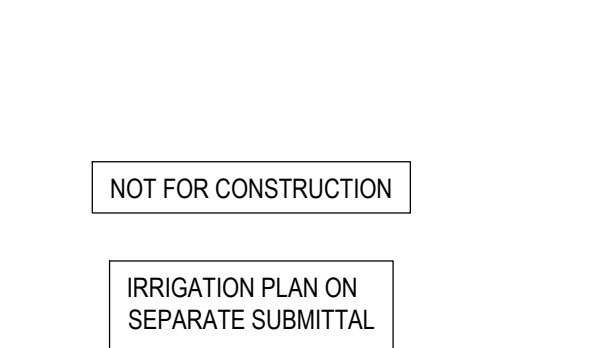 NOT FOR CONSTRUCTION
IRRIGATION PLAN ON
SEPARATE SUBMITTAL